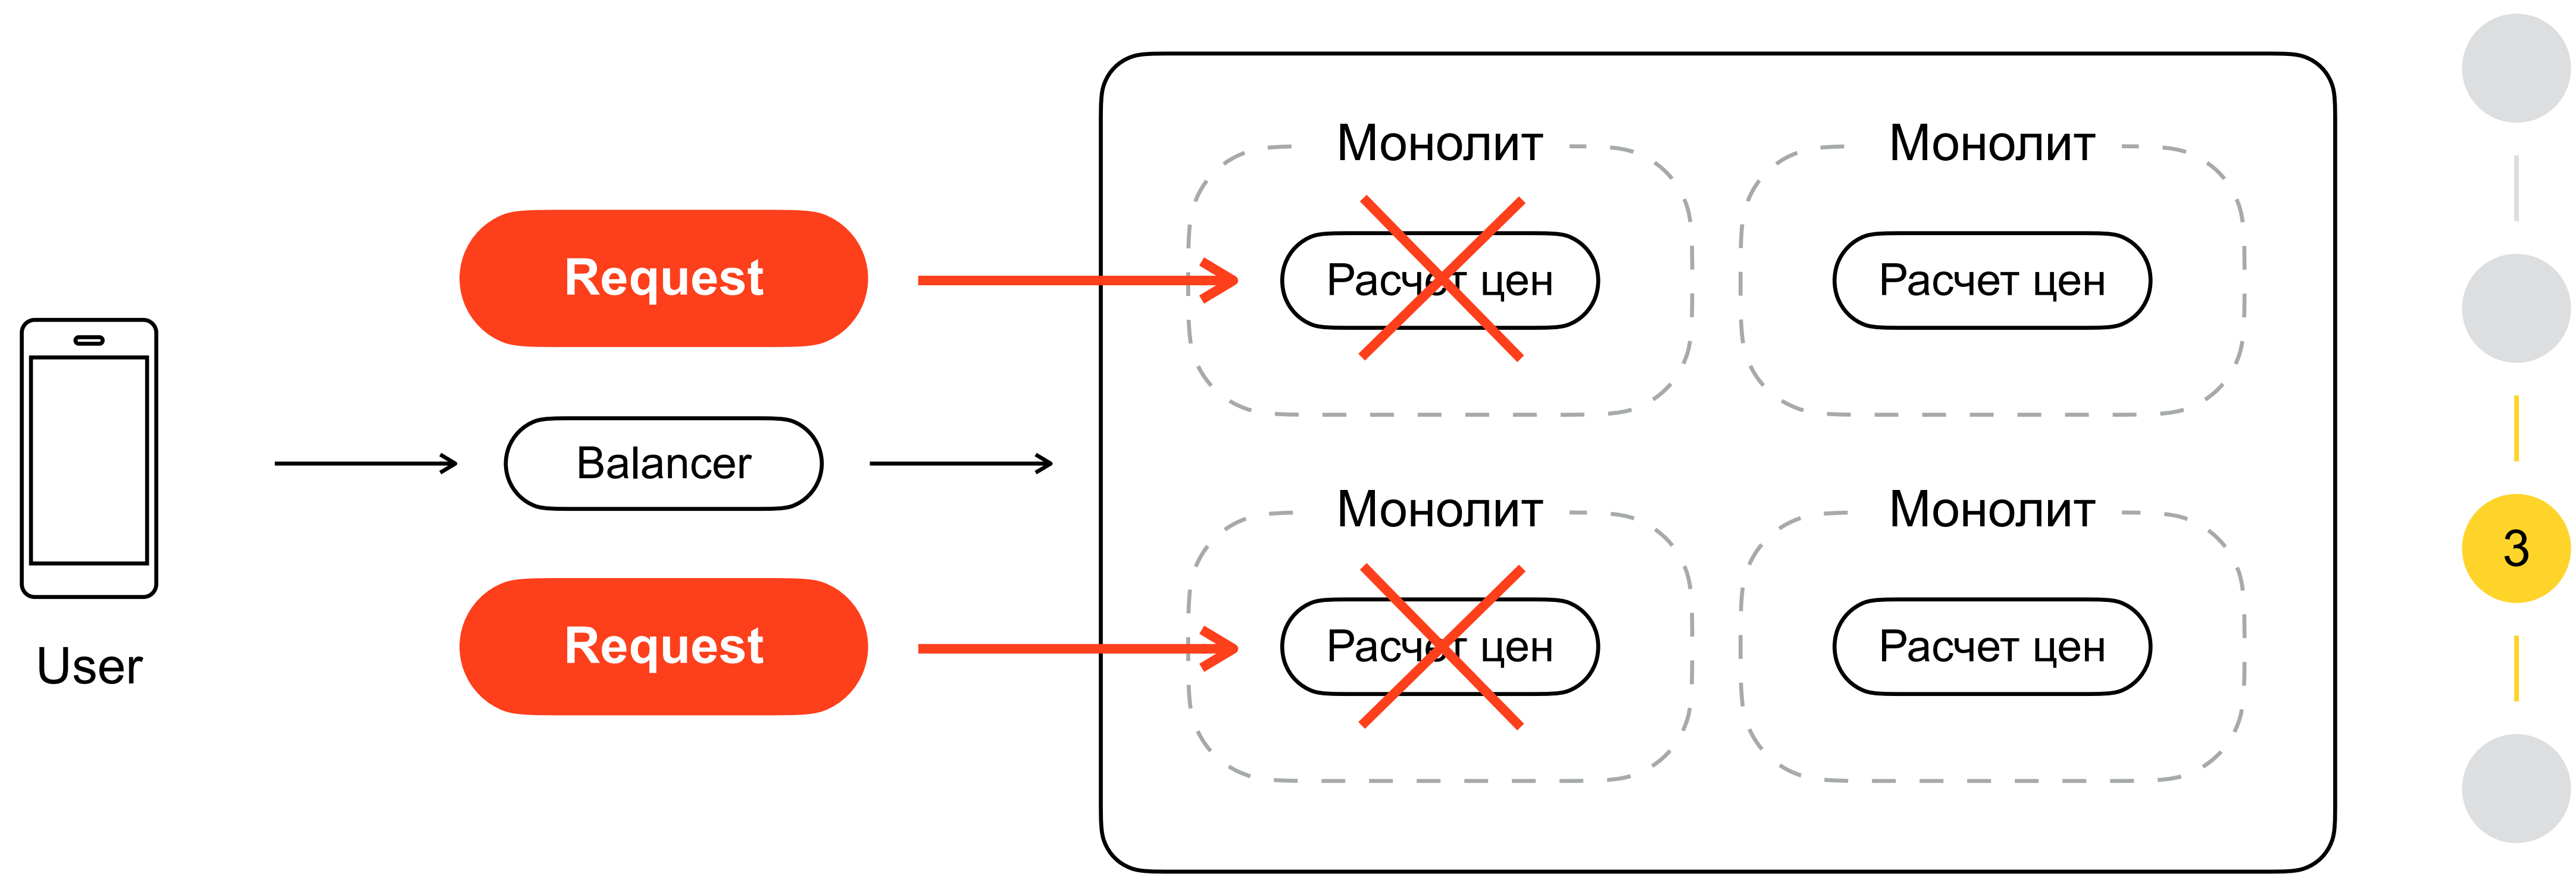 Монолит
Монолит
Request
Расчет цен
Расчет цен
Balancer
Монолит
Монолит
3
Request
Расчет цен
Расчет цен
User